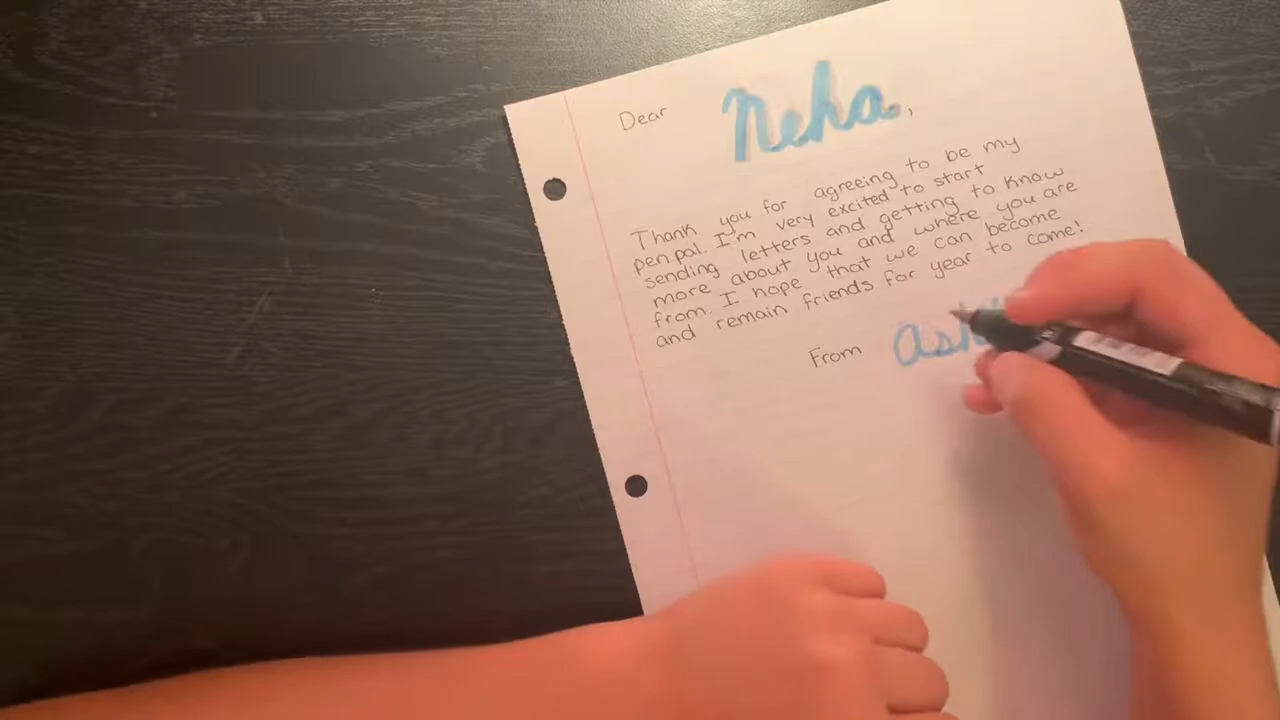 Dear Neha,
Thank you for agreeing to be my
pen pal. I'm very excited to start
sending letters and getting to know
more about you and where you are
from. I hope that we can become
and remain friends for year to come!
From